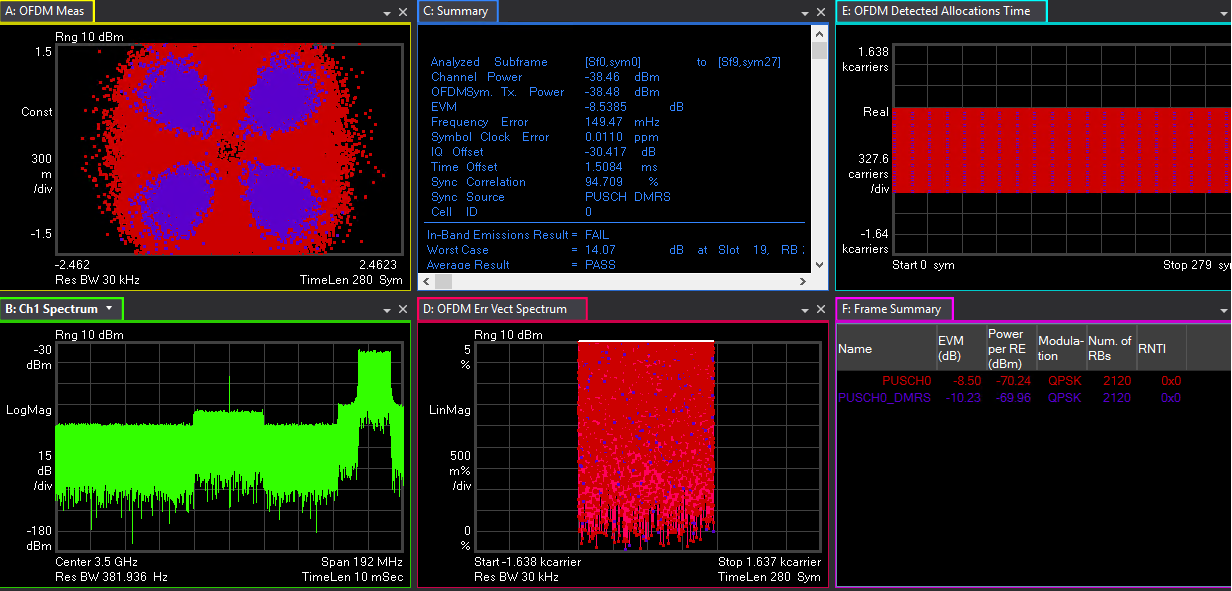 A: OFDM Meas
Rng 10 dBm
1.5
Const
300
m
/div
-1.5
-2.462
2.4623
Res BW 30 kHz
TimeLen 280 Sym
C: Summary
Analyzed Subframe [Sf0,sym0] to [Sf9,sym27]
Channel Power -38.46 dBm
OFDMSym. Tx. Power -38.48 dBm
EVM -8.5385 dB
Frequency Error 149.47 mHz
Symbol Clock Error 0.0110 ppm
IQ Offset -30.417 dB
Time Offset 1.5084 ms
Sync Correlation 94.709 %
Sync Source PUSCH DMRS
Cell ID 0
In-Band Emissions Result = FAIL
Worst Case = 14.07 dB at Slot 19, RB
Average Result = PASS
E: OFDM Detected Allocations Time
1.638
kcarriers
Real
327.6
carriers
/div
-1.64
kcarriers
Start 0 sym
Stop 279 sym
B: Ch1 Spectrum
Rng 10 dBm
-30
dBm
LogMag
15
dB
/div
-180
dBm
Center 3.5 GHz
Span 192 MHz
Res BW 381.936 Hz
TimeLen 10 mSec
D: OFDM Err Vect Spectrum
Rng 10 dBm
5
%
LinMag
500
m%
/div
0
%
Start -1.638 kcarrier
Stop 1.637 kcarrier
Res BW 30 kHz
TimeLen 280 Sym
F: Frame Summary
Name EVM (dB) Power per RE (dBm) Modula-tion Num. of RBs RNTI
PUSCH0 -8.50 -70.24 QPSK 2120 0x0
PUSCH0_DMRS -10.23 -69.96 QPSK 2120 0x0